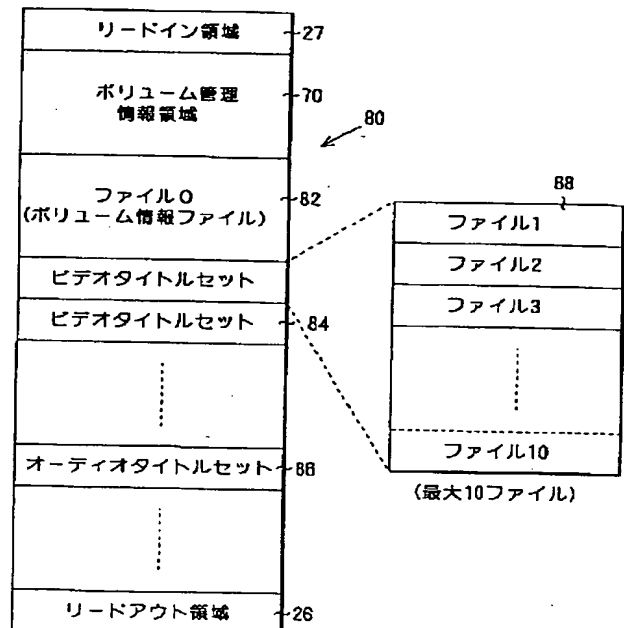 リードイン領域
27
ボリューム管理
情報領域
70
80
ファイル0
(ボリューム情報ファイル)
82
ビデオタイトルセット
ビデオタイトルセット
84
オーディオタイトルセット
86
リードアウト領域
26
88
ファイル1
ファイル2
ファイル3
ファイル10
(最大10ファイル)